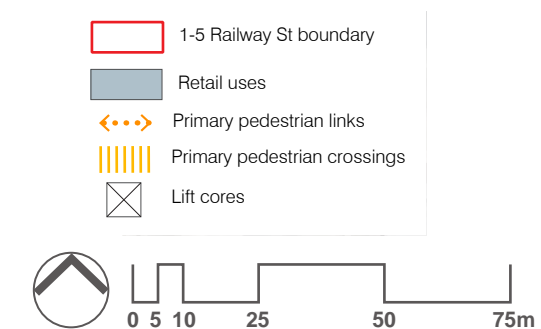 1-5 Railway St boundary
Retail uses
Primary pedestrian links
Primary pedestrian crossings
Lift cores
0 5 10 25 50 75m